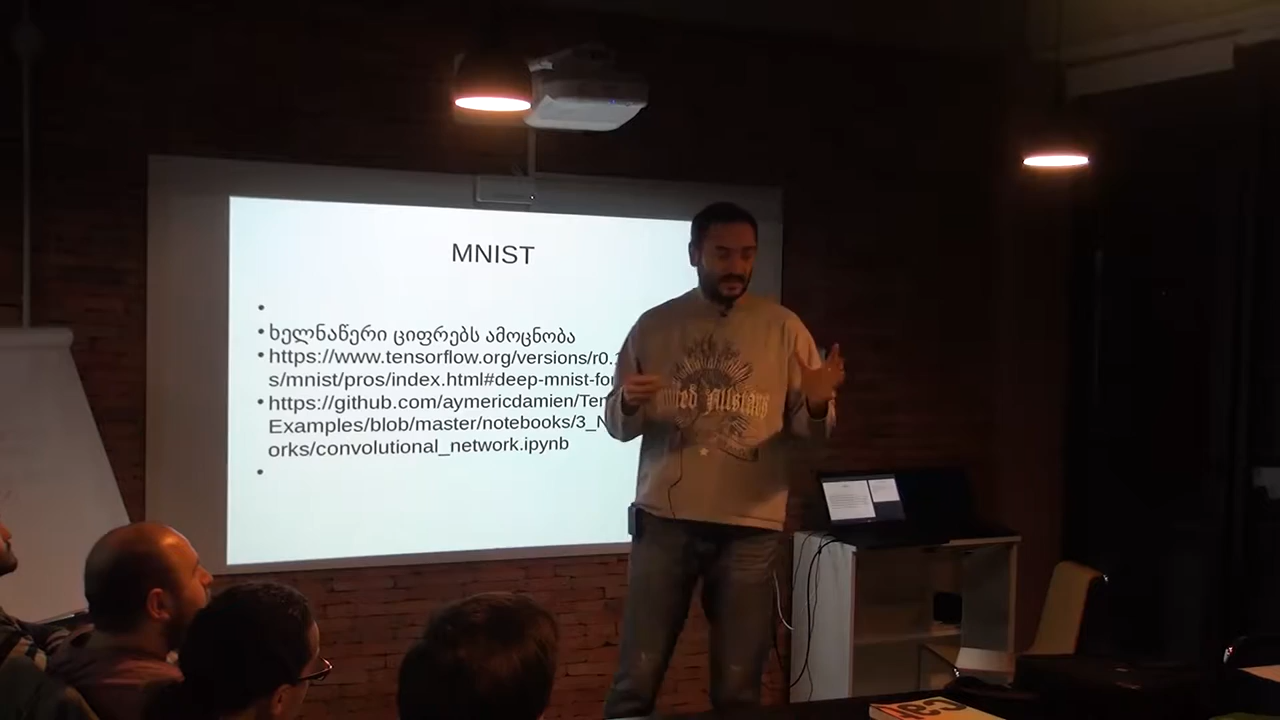 MNIST
ხელნაწერი ციფრებს ამოცნობა
https://www.tensorflow.org/versions/r0.
s/mnist/pros/index.html#deep-mnist-fo
https://github.com/aymericdamien/Ten
Examples/blob/master/notebooks/3_N
orks/convolutional_network.ipynb